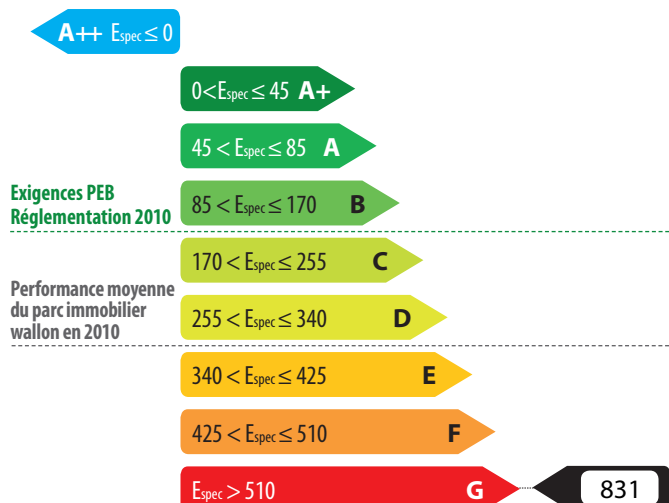 A++ Espec ≤ 0
0<Espec ≤ 45 A+
45 < Espec ≤ 85 A
Exigences PEB
Réglementation 2010
85 < Espec ≤ 170 B
170 < Espec ≤ 255 C
Performance moyenne
du parc immobilier
wallon en 2010
255 < Espec ≤ 340 D
340 < Espec ≤ 425 E
425 < Espec ≤ 510 F
Espec > 510 G
831